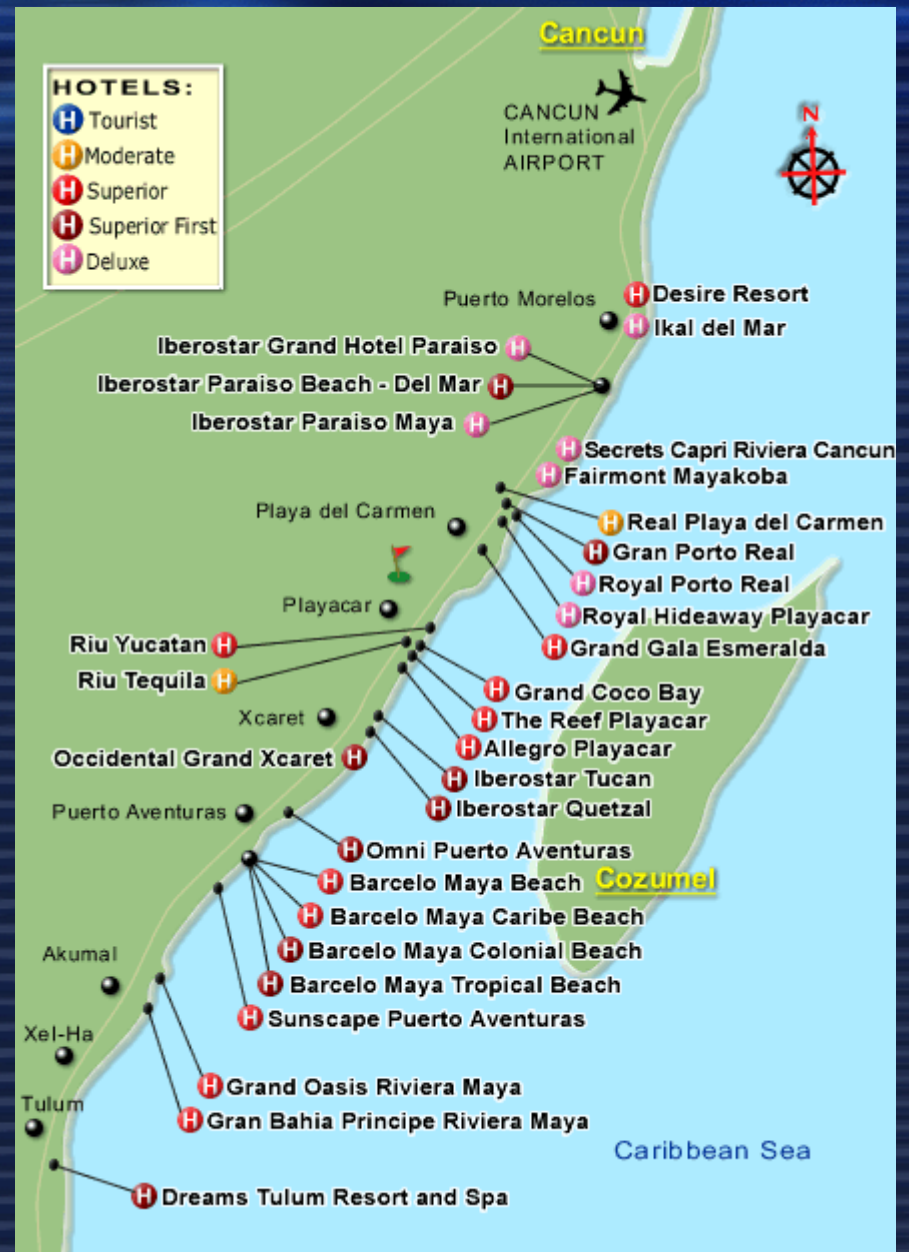 Cancun
HOTELS:
H Tourist
H Moderate
H Superior
H Superior First
H Deluxe
CANCUN
International
AIRPORT
N
Puerto Morelos
H Desire Resort
H Ikal del Mar
Iberostar Grand Hotel Paraiso H
Iberostar Paraiso Beach - Del Mar H
Iberostar Paraiso Maya H
H Secrets Capri Riviera Cancun
H Fairmont Mayakoba
Playa del Carmen
H Real Playa del Carmen
H Gran Porto Real
H Royal Porto Real
Playacar
H Royal Hideaway Playacar
Riu Yucatan H
H Grand Gala Esmeralda
Riu Tequila H
H Grand Coco Bay
Xcaret
H The Reef Playacar
H Allegro Playacar
Occidental Grand Xcaret H
H Iberostar Tucan
H Iberostar Quetzal
Puerto Aventuras
H Omni Puerto Aventuras
H Barcelo Maya Beach
Cozumel
H Barcelo Maya Caribe Beach
H Barcelo Maya Colonial Beach
Akumal
H Barcelo Maya Tropical Beach
H Sunscape Puerto Aventuras
Xel-Ha
H Grand Oasis Riviera Maya
Tulum
H Gran Bahia Principe Riviera Maya
Caribbean Sea
H Dreams Tulum Resort and Spa